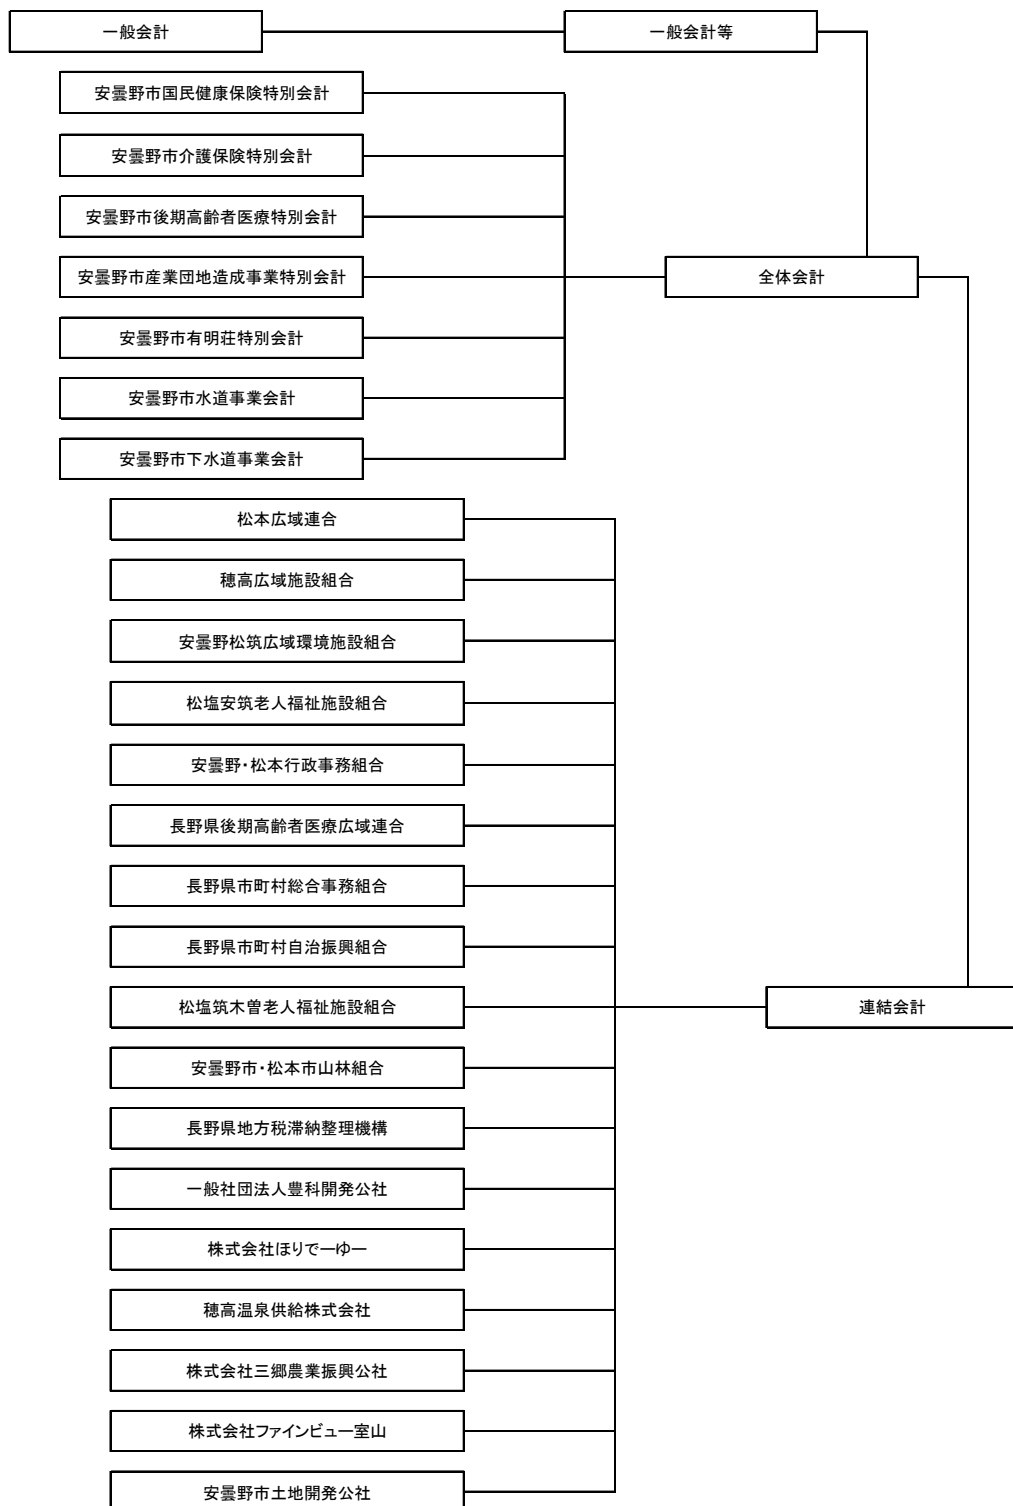 一般会計
一般会計等
安曇野市国民健康保険特別会計
安曇野市介護保険特別会計
安曇野市後期高齢者医療特別会計
安曇野市産業団地造成事業特別会計
全体会計
安曇野市有明荘特別会計
安曇野市水道事業会計
安曇野市下水道事業会計
松本広域連合
穂高広域施設組合
安曇野松筑広域環境施設組合
松塩安筑老人福祉施設組合
安曇野・松本行政事務組合
長野県後期高齢者医療広域連合
長野県市町村総合事務組合
長野県市町村自治振興組合
松塩筑木曽老人福祉施設組合
連結会計
安曇野市・松本市山林組合
長野県地方税滞納整理機構
一般社団法人豊科開発公社
株式会社ほりでーゆー
穂高温泉供給株式会社
株式会社三郷農業振興公社
株式会社ファインビュー室山
安曇野市土地開発公社